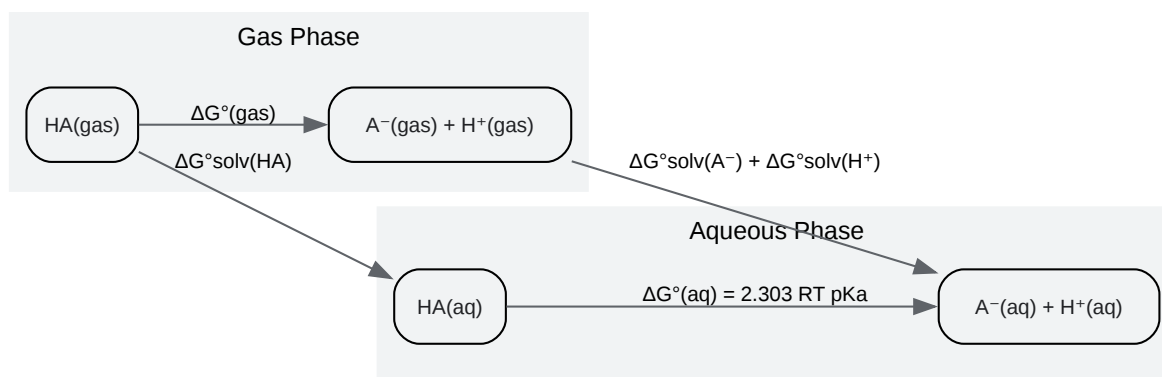 Gas Phase
HA(gas)
ΔG°(gas)
A⁻(gas) + H⁺(gas)
ΔG°solv(HA)
ΔG°solv(A⁻) + ΔG°solv(H⁺)
Aqueous Phase
HA(aq)
ΔG°(aq) = 2.303 RT pKa
A⁻(aq) + H⁺(aq)